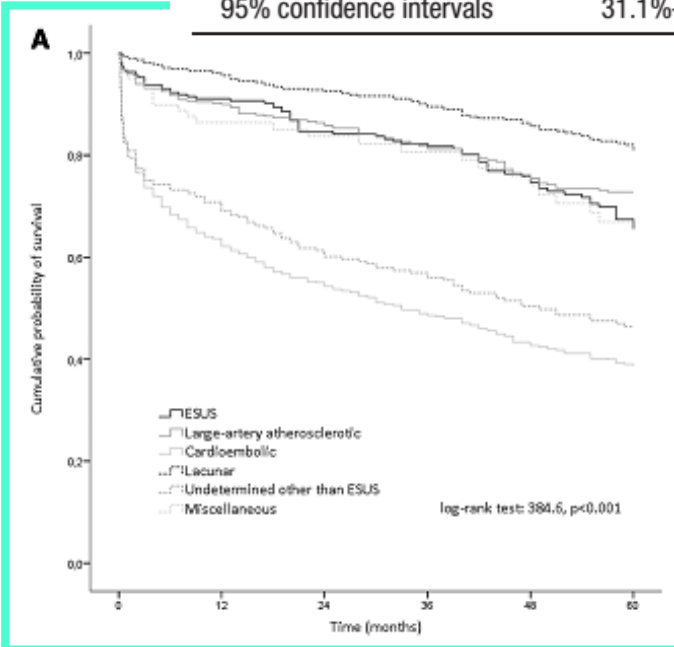 95% confidence intervals 31.1%-
A
1,0
0,8
0,6
0,4
0,2
0,0
Cumulative probability of survival
ESUS
Large-artery atherosclerotic
Cardioembolic
Lacunar
Undetermined other than ESUS
Miscellaneous
log-rank test: 384.6, p<0.001
0 12 24 36 48 60
Time (months)